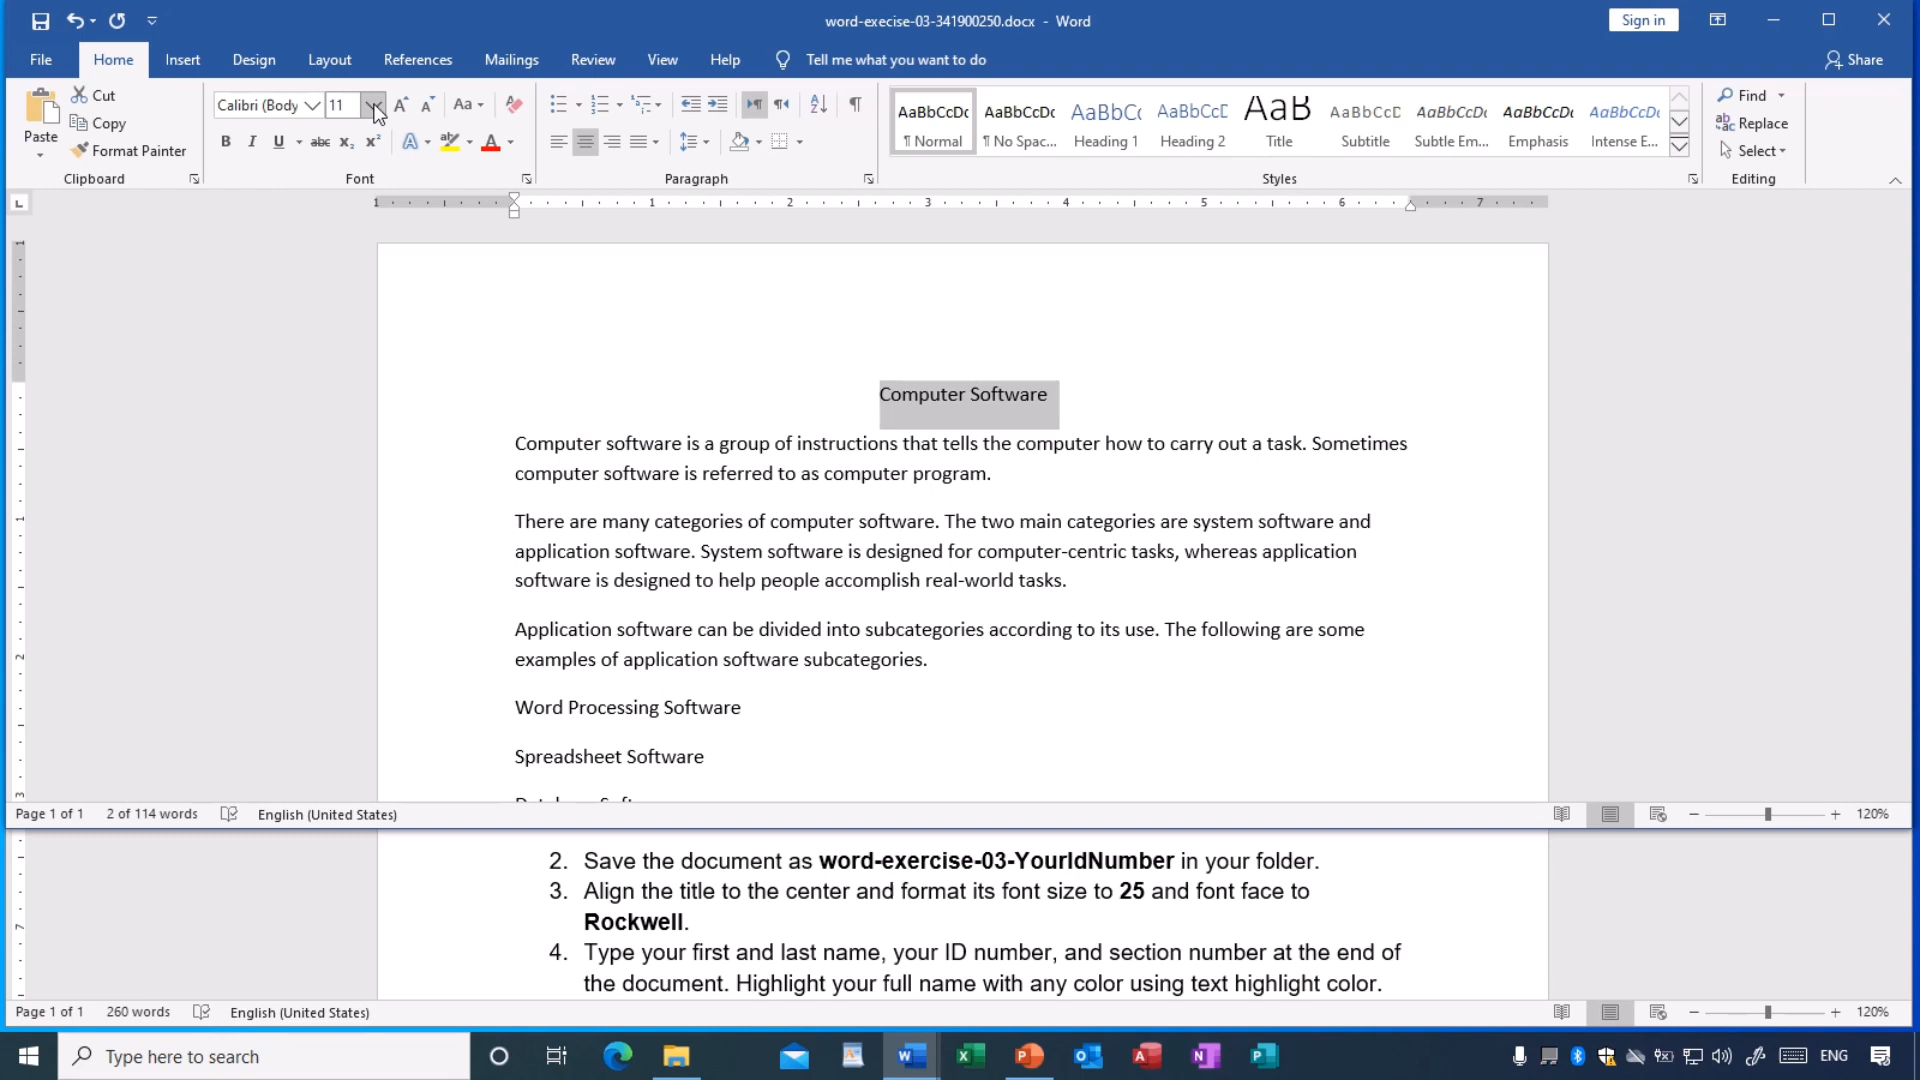 word-execise-03-341900250.docx - Word
Sign in
File Home Insert Design Layout References Mailings Review View Help Tell me what you want to do Share
Paste
Cut
Copy
Format Painter
Clipboard
Calibri (Body 11
Font
Paragraph
AaBbCcDc AaBbCcDc AaBbCc AaBbCcD AaB AaBbCcD AaBbCcDc AaBbCcDc AaBbCcDc
¶ Normal ¶ No Spac... Heading 1 Heading 2 Title Subtitle Subtle Em... Emphasis Intense E...
Styles
Find
Replace
Select
Editing
1 1 2 3 4 5 6 7
Computer Software
Computer software is a group of instructions that tells the computer how to carry out a task. Sometimes
computer software is referred to as computer program.
There are many categories of computer software. The two main categories are system software and
application software. System software is designed for computer-centric tasks, whereas application
software is designed to help people accomplish real-world tasks.
Application software can be divided into subcategories according to its use. The following are some
examples of application software subcategories.
Word Processing Software
Spreadsheet Software
Page 1 of 1 2 of 114 words English (United States) 120%
2. Save the document as word-exercise-03-YourIdNumber in your folder.
3. Align the title to the center and format its font size to 25 and font face to
Rockwell.
4. Type your first and last name, your ID number, and section number at the end of
the document. Highlight your full name with any color using text highlight color.
Page 1 of 1 260 words English (United States) 120%
Type here to search
ENG